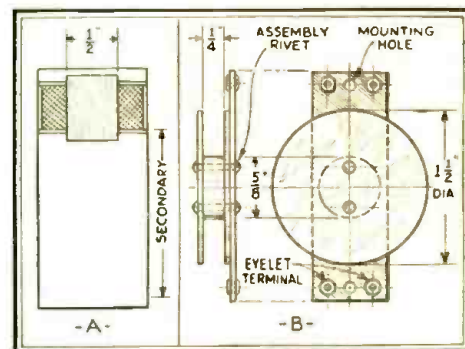 1/2"
SECONDARY
-A-
1/4"
ASSEMBLY
RIVET
MOUNTING
HOLE
5/8"
1 1/2"
DIA
EYELET
TERMINAL
-B-